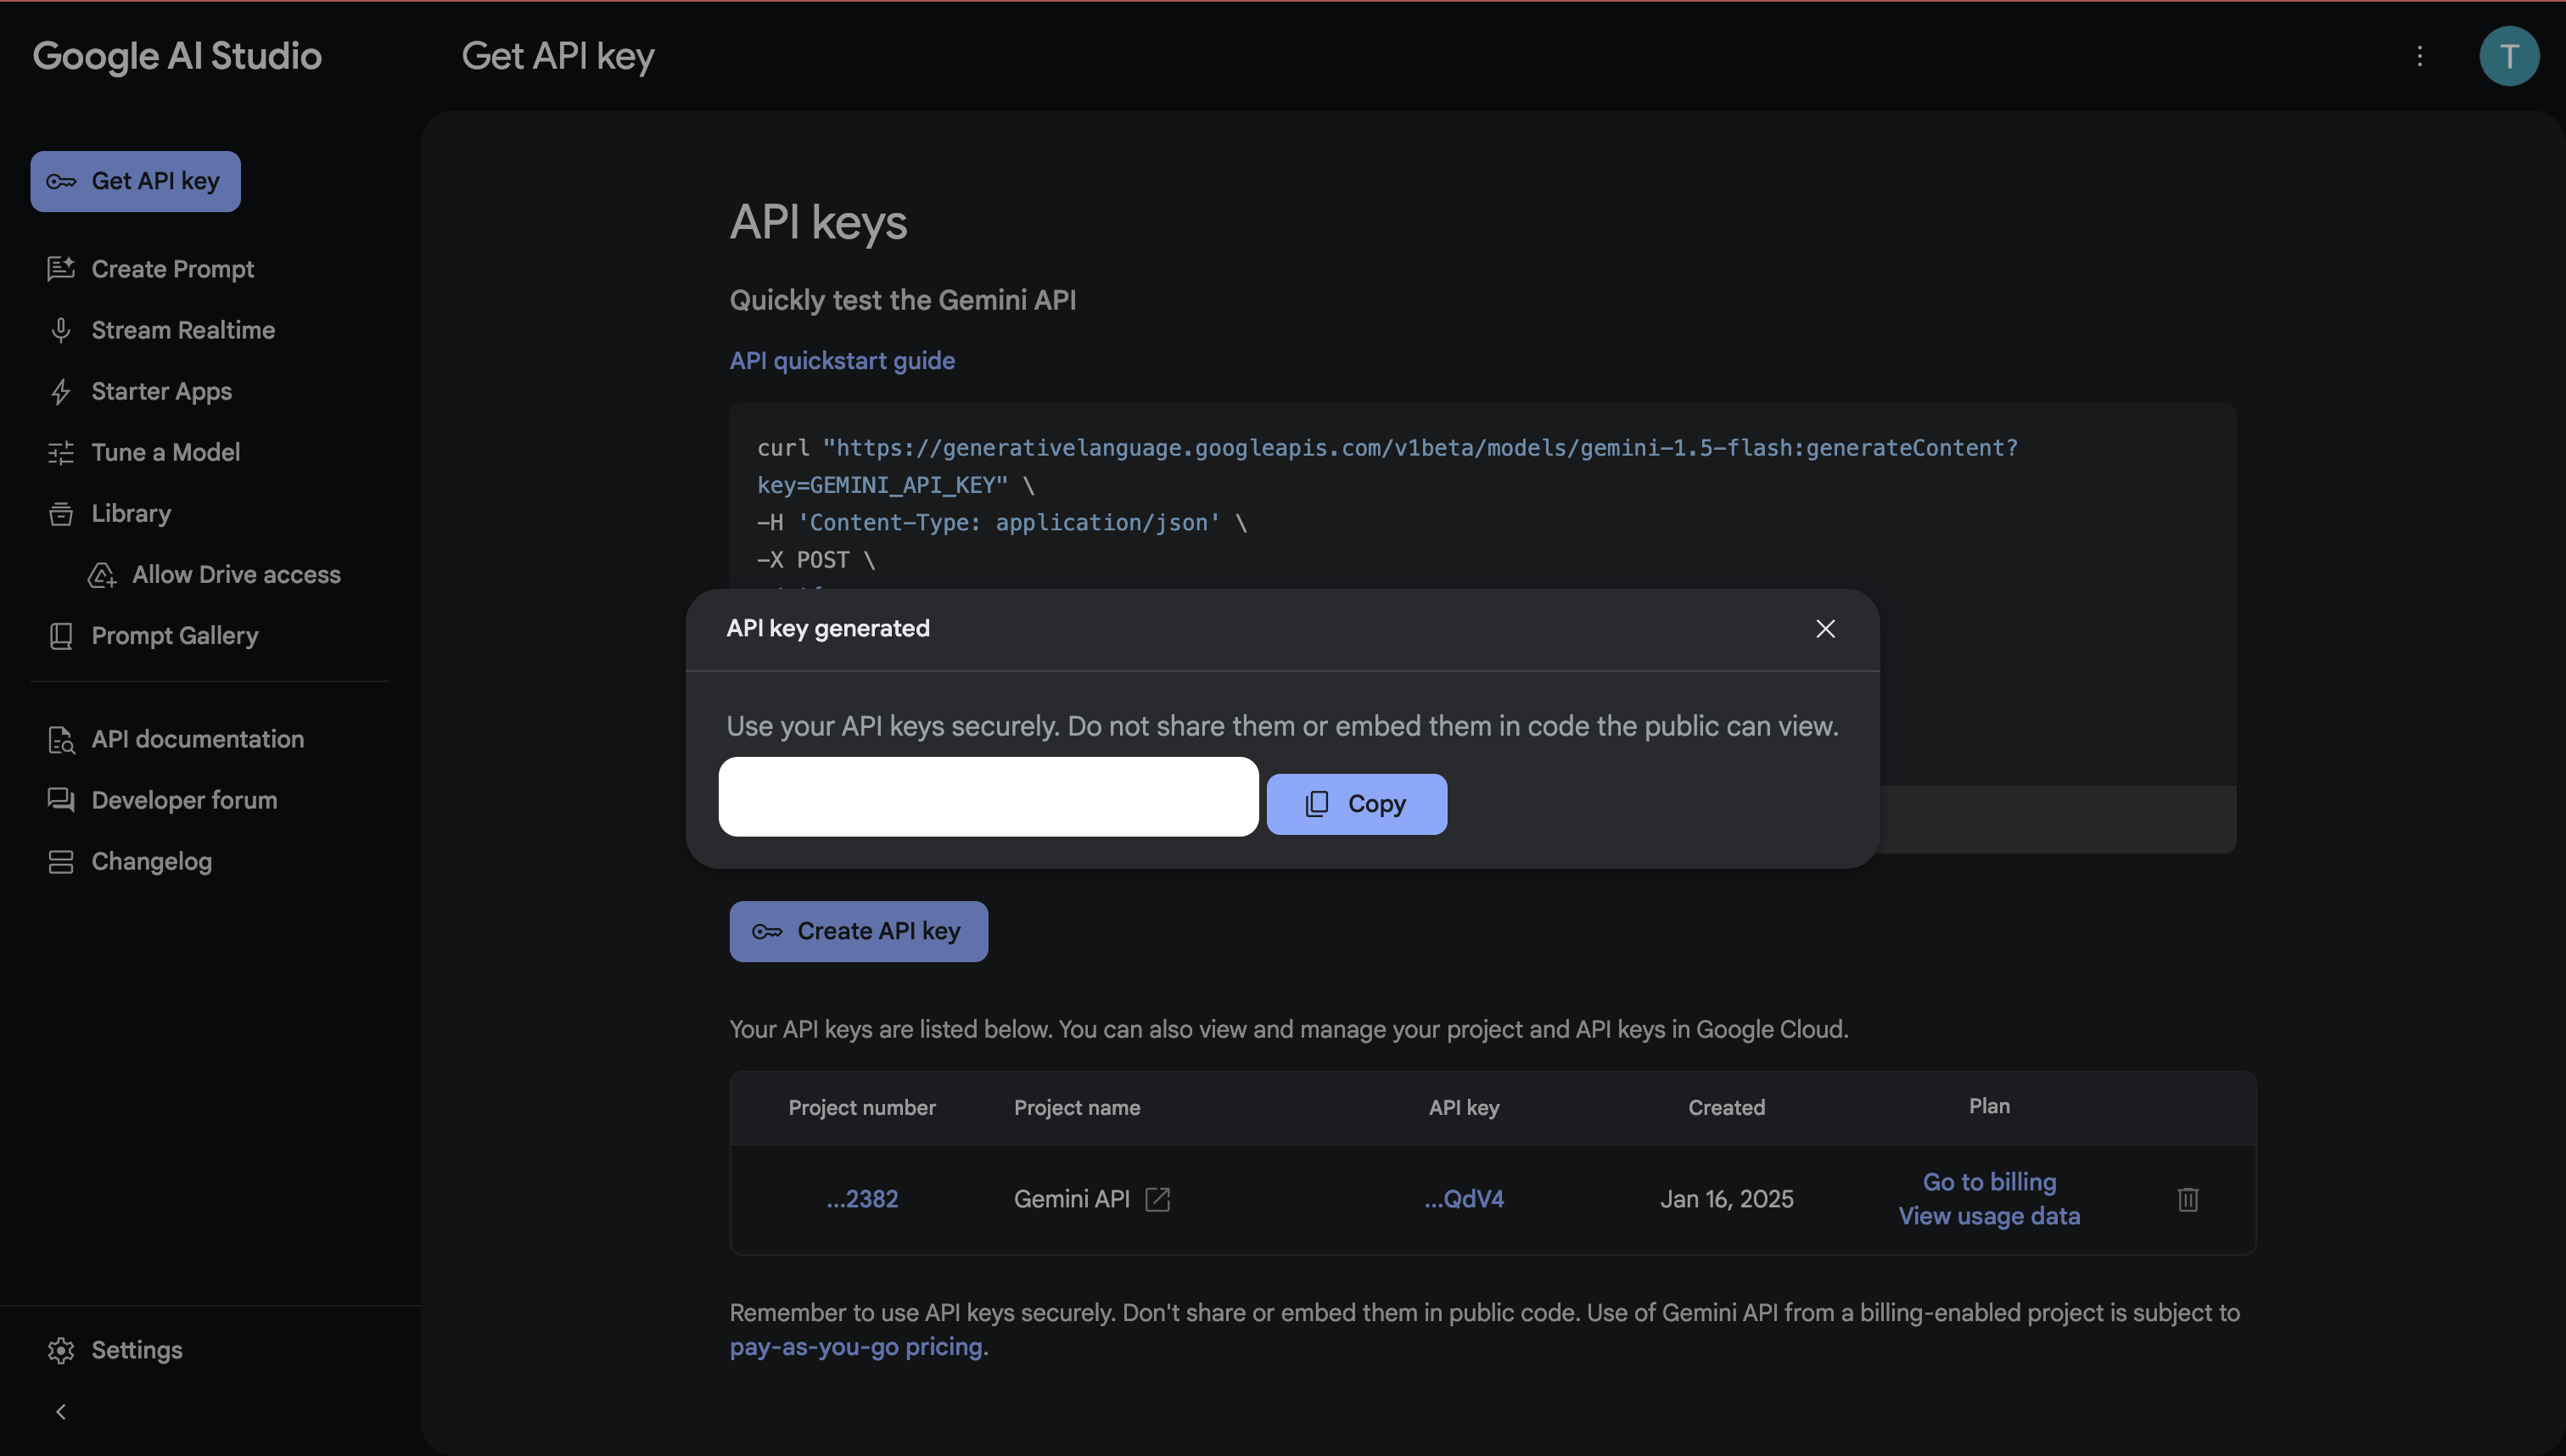 Google AI Studio
Get API key
T
Get API key
Create Prompt
Stream Realtime
Starter Apps
Tune a Model
Library
Allow Drive access
Prompt Gallery
API documentation
Developer forum
Changelog
Settings
API keys
Quickly test the Gemini API
API quickstart guide
curl "https://generativelanguage.googleapis.com/v1beta/models/gemini-1.5-flash:generateContent?
key=GEMINI_API_KEY" \
-H 'Content-Type: application/json' \
-X POST \
API key generated
Use your API keys securely. Do not share them or embed them in code the public can view.
Copy
Create API key
Your API keys are listed below. You can also view and manage your project and API keys in Google Cloud.
Project number Project name API key Created Plan
...2382 Gemini API ...QdV4 Jan 16, 2025 Go to billing
View usage data
Remember to use API keys securely. Don't share or embed them in public code. Use of Gemini API from a billing-enabled project is subject to
pay-as-you-go pricing.